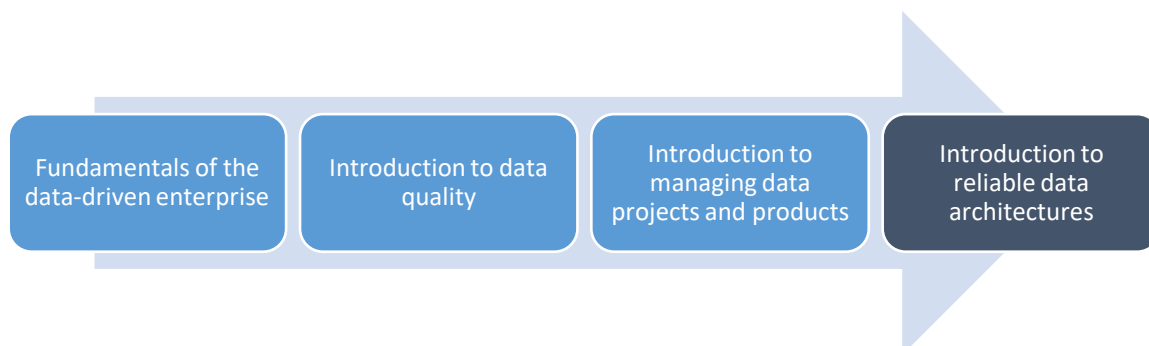 Fundamentals of the
data-driven enterprise
Introduction to data
quality
Introduction to
managing data
projects and products
Introduction to
reliable data
architectures